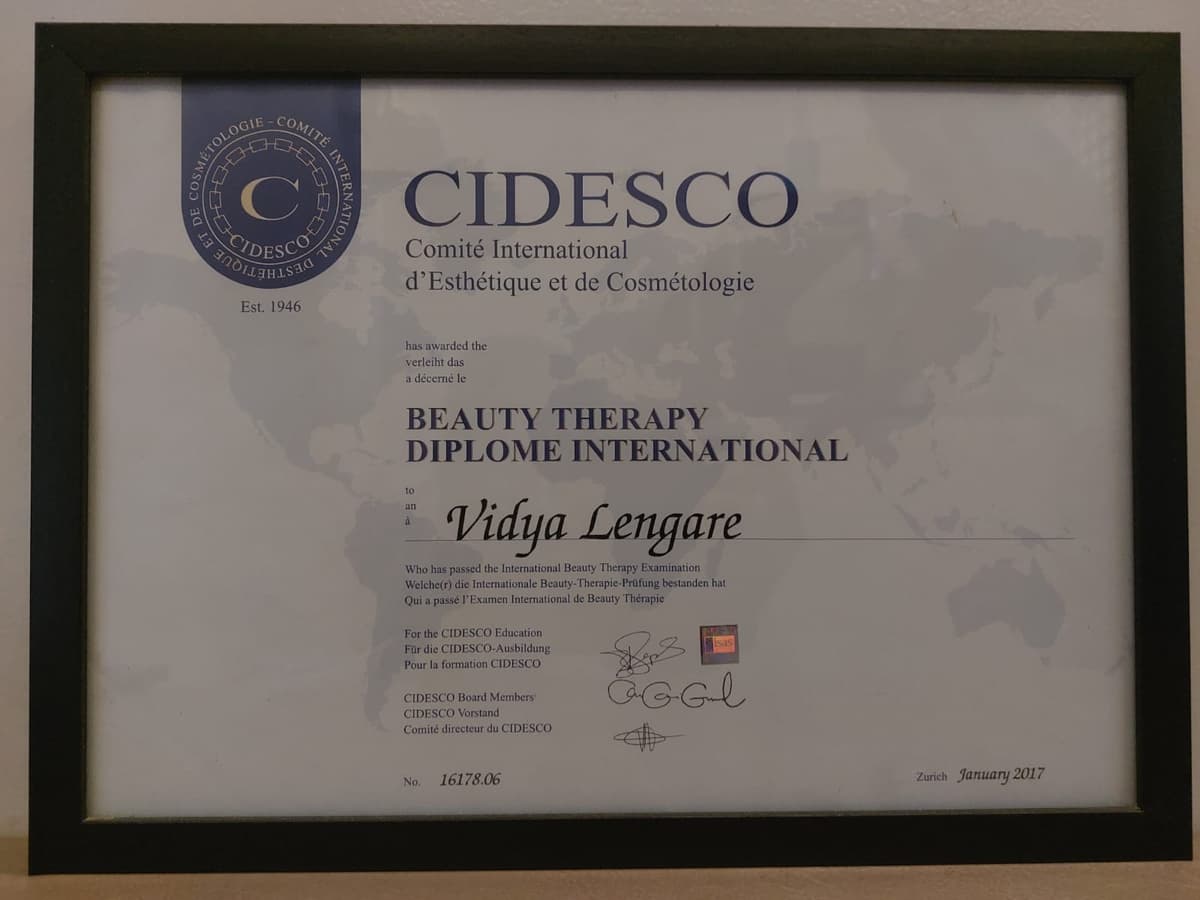 COMITÉ INTERNATIONAL D'ESTHÉTIQUE ET DE COSMÉTOLOGIE -
C
CIDESCO
Est. 1946
CIDESCO
Comité International
d'Esthétique et de Cosmétologie
has awarded the
verleiht das
a décerné le
BEAUTY THERAPY
DIPLOME INTERNATIONAL
to
an
à
Vidya Lengare
Who has passed the International Beauty Therapy Examination
Welche(r) die Internationale Beauty-Therapie-Prüfung bestanden hat
Qui a passé l'Examen International de Beauty Thérapie
For the CIDESCO Education
Für die CIDESCO-Ausbildung
Pour la formation CIDESCO
CIDESCO Board Members
CIDESCO Vorstand
Comité directeur du CIDESCO
No. 16178.06
Zurich January 2017